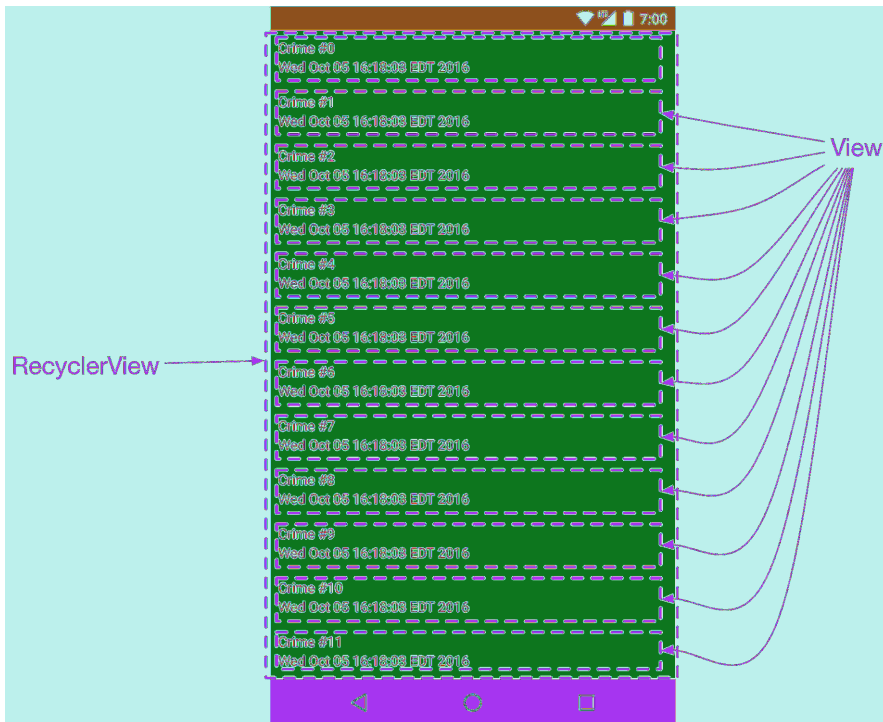 7:00
Crime #0
Wed Oct 05 16:18:03 EDT 2016
Crime #1
Wed Oct 05 16:18:03 EDT 2016
View
Crime #2
Wed Oct 05 16:18:03 EDT 2016
Crime #3
Wed Oct 05 16:18:03 EDT 2016
Crime #4
Wed Oct 05 16:18:03 EDT 2016
Crime #5
Wed Oct 05 16:18:03 EDT 2016
RecyclerView
Crime #6
Wed Oct 05 16:18:03 EDT 2016
Crime #7
Wed Oct 05 16:18:03 EDT 2016
Crime #8
Wed Oct 05 16:18:03 EDT 2016
Crime #9
Wed Oct 05 16:18:03 EDT 2016
Crime #10
Wed Oct 05 16:18:03 EDT 2016
Crime #11
Wed Oct 05 16:18:03 EDT 2016